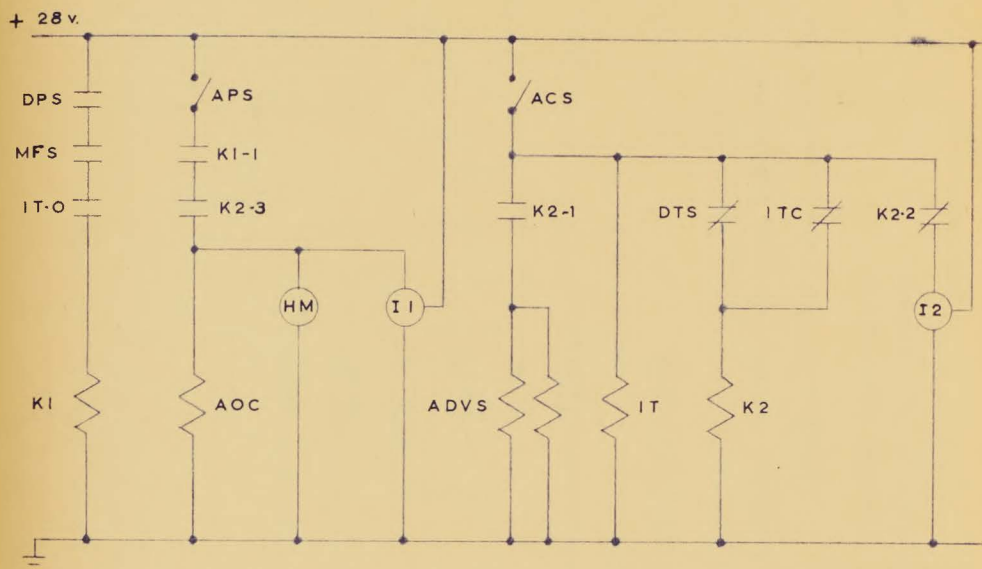 + 28 v.
DPS
APS
ACS
MFS
K1-1
IT-O
K2-3
K2-1
DTS
ITC
K2-2
HM
I1
I2
K1
AOC
ADVS
IT
K2